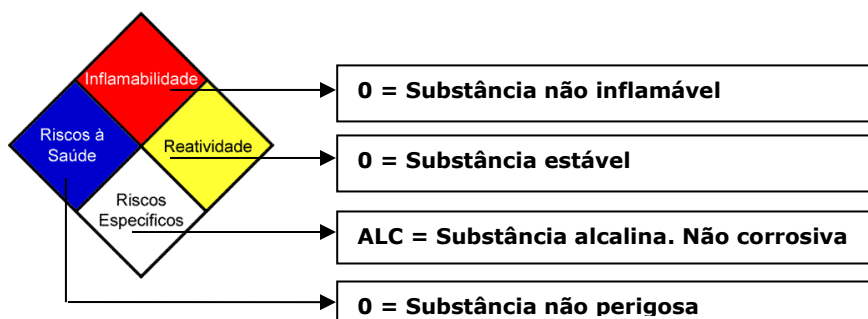 Inflamabilidade
0 = Substância não inflamável
Riscos à
Saúde
Reatividade
0 = Substância estável
Riscos
Específicos
ALC = Substância alcalina. Não corrosiva
0 = Substância não perigosa